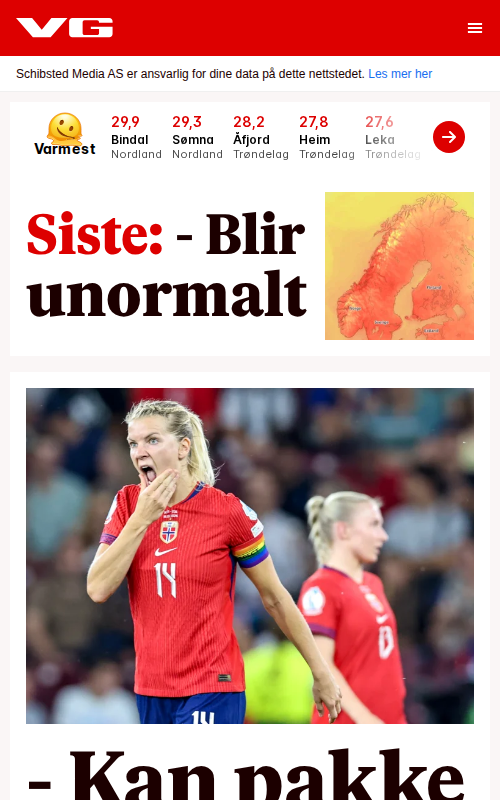 VG
Schibsted Media AS er ansvarlig for dine data på dette nettstedet. Les mer her
Varmest
29,9
Bindal
Nordland
29,3
Sømna
Nordland
28,2
Åfjord
Trøndelag
27,8
Heim
Trøndelag
27,6
Leka
Trøndelag
Siste: - Blir
unormalt
14
14
- Kan pakke